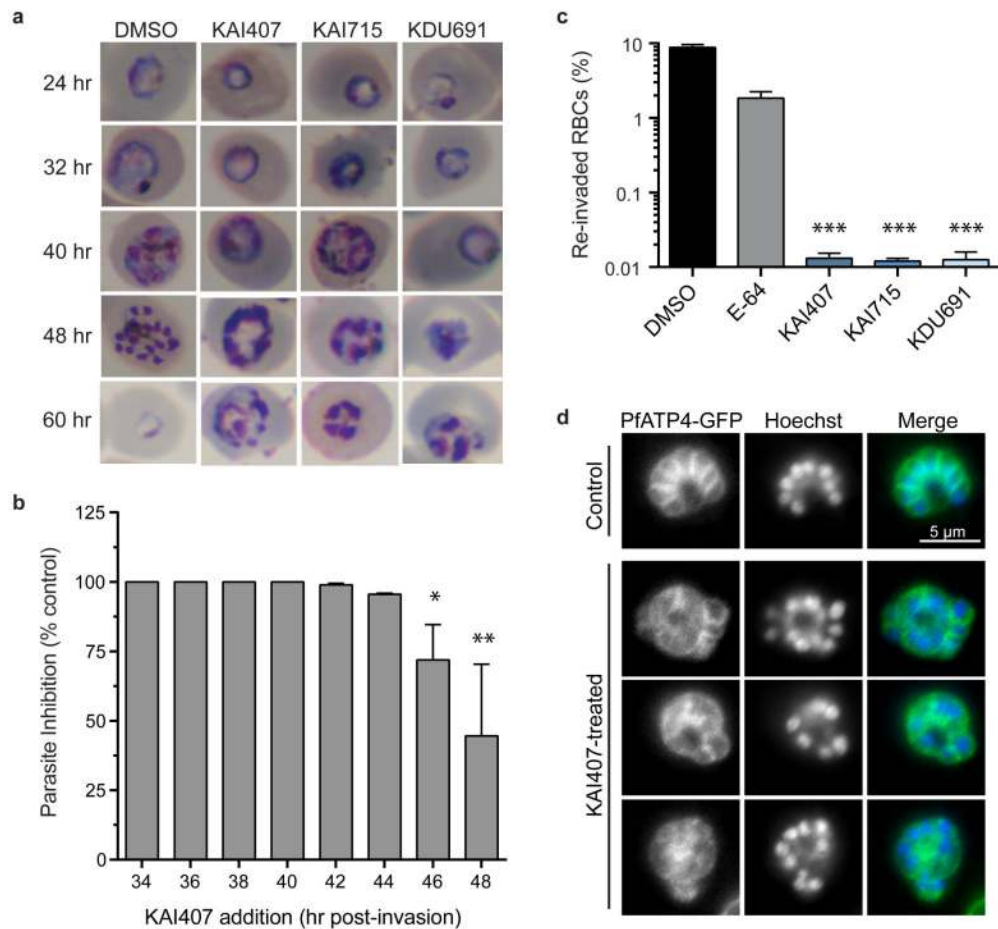 a
DMSO KAI407 KAI715 KDU691
24 hr
32 hr
40 hr
48 hr
60 hr
b
Parasite Inhibition (% control)
125
100
75
50
25
0
* **
34 36 38 40 42 44 46 48
KAI407 addition (hr post-invasion)
c
Re-invaded RBCs (%)
10
1
0.1
0.01
*** *** ***
DMSO E-64 KAI407 KAI715 KDU691
d
PfATP4-GFP Hoechst Merge
Control
5 µm
KAI407-treated